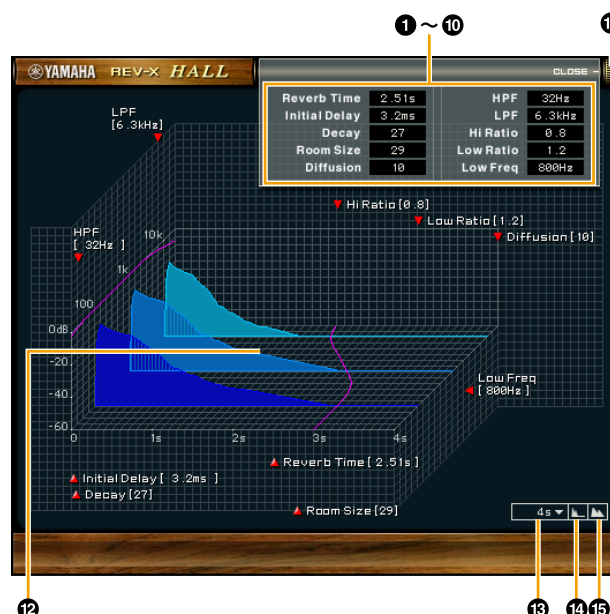 ❶ ~ ❿
YAMAHA REV-X HALL
CLOSE
Reverb Time 2.51s HPF 32Hz
Initial Delay 3.2ms LPF 6.3kHz
Decay 27 Hi Ratio 0.8
Room Size 29 Low Ratio 1.2
Diffusion 10 Low Freq 800Hz
LPF
[6.3kHz]
Hi Ratio [0.8]
Low Ratio [1.2]
Diffusion [10]
HPF
[ 32Hz ]
10k
1k
100
0dB
-20
-40
-60
0 1s 2s 3s 4s
Low Freq
[ 800Hz ]
Reverb Time [ 2.51s ]
Initial Delay [ 3.2ms ]
Decay [27]
Room Size [29]
4s
⓬ ⓭ ⓮ ⓯